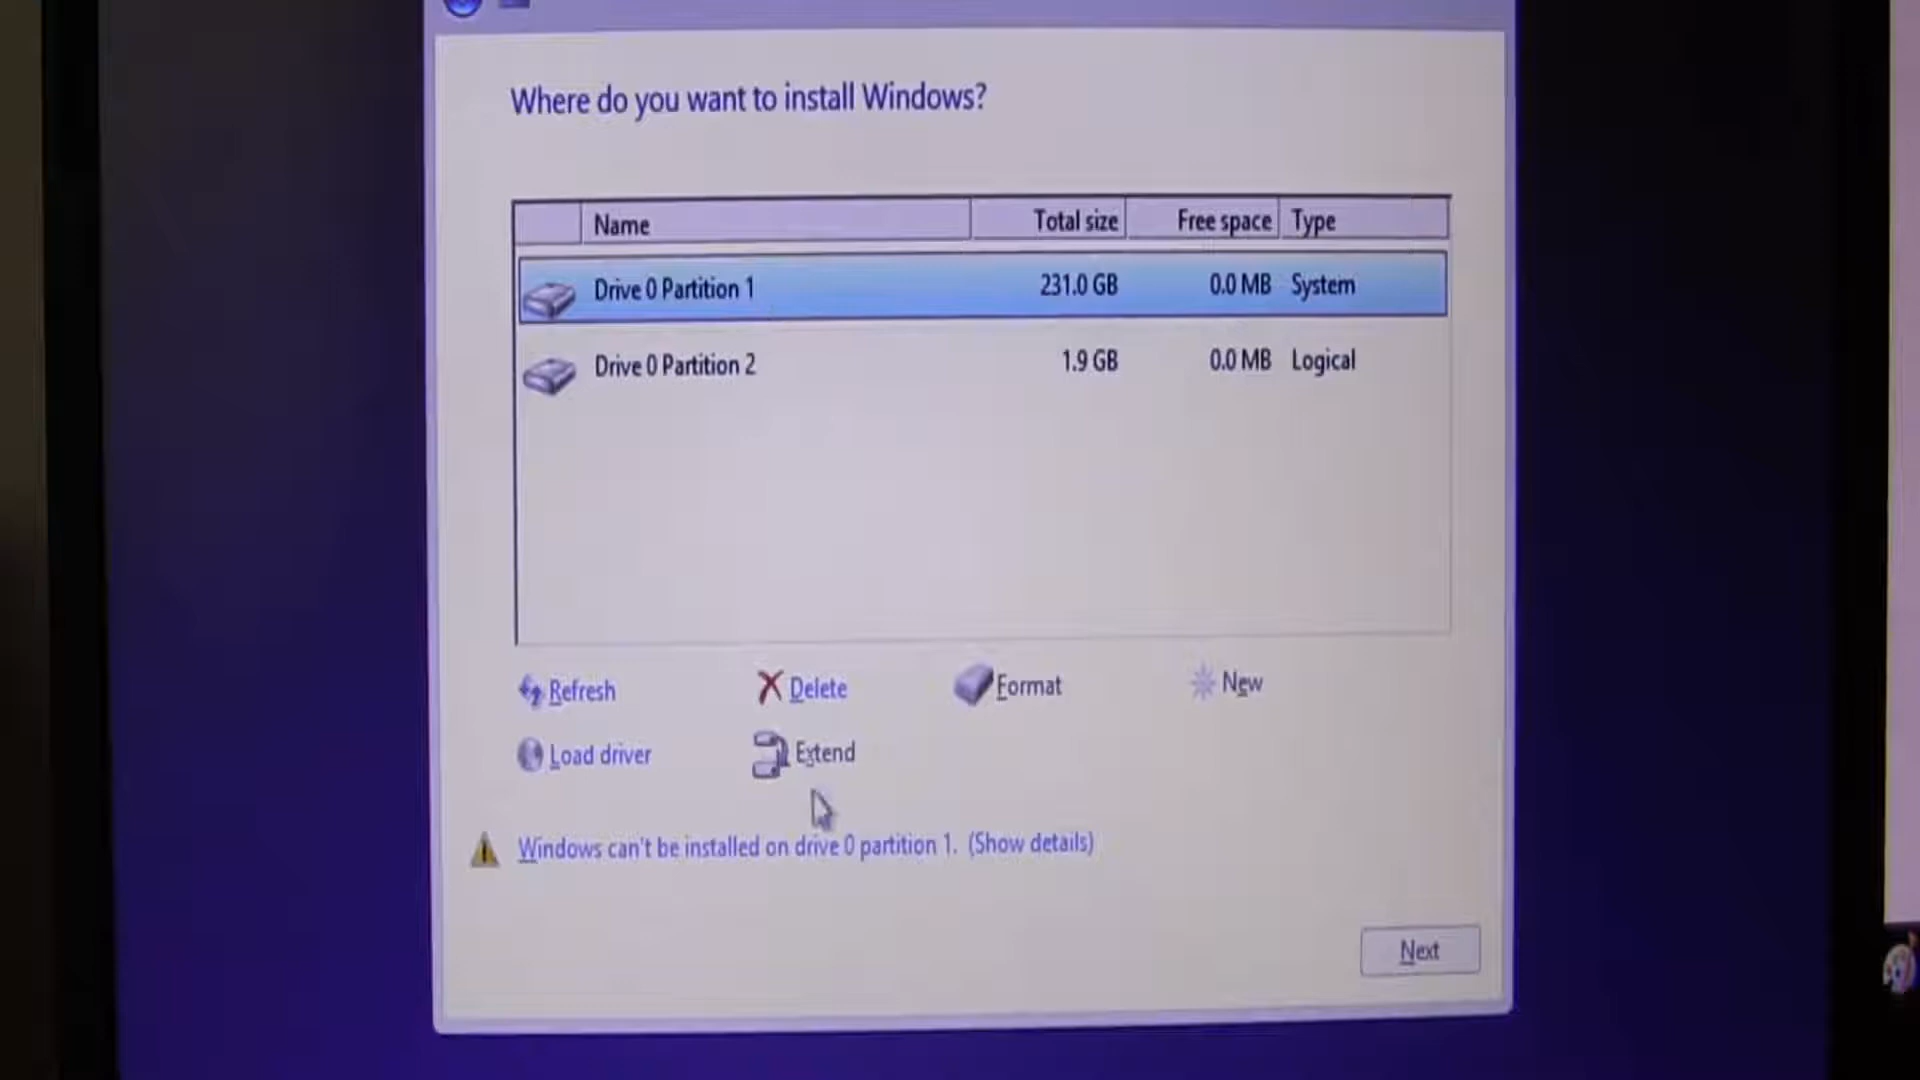 Where do you want to install Windows?
Name Total size Free space Type
Drive 0 Partition 1 231.0 GB 0.0 MB System
Drive 0 Partition 2 1.9 GB 0.0 MB Logical
Refresh Delete Format New
Load driver Extend
Windows can't be installed on drive 0 partition 1. (Show details)
Next